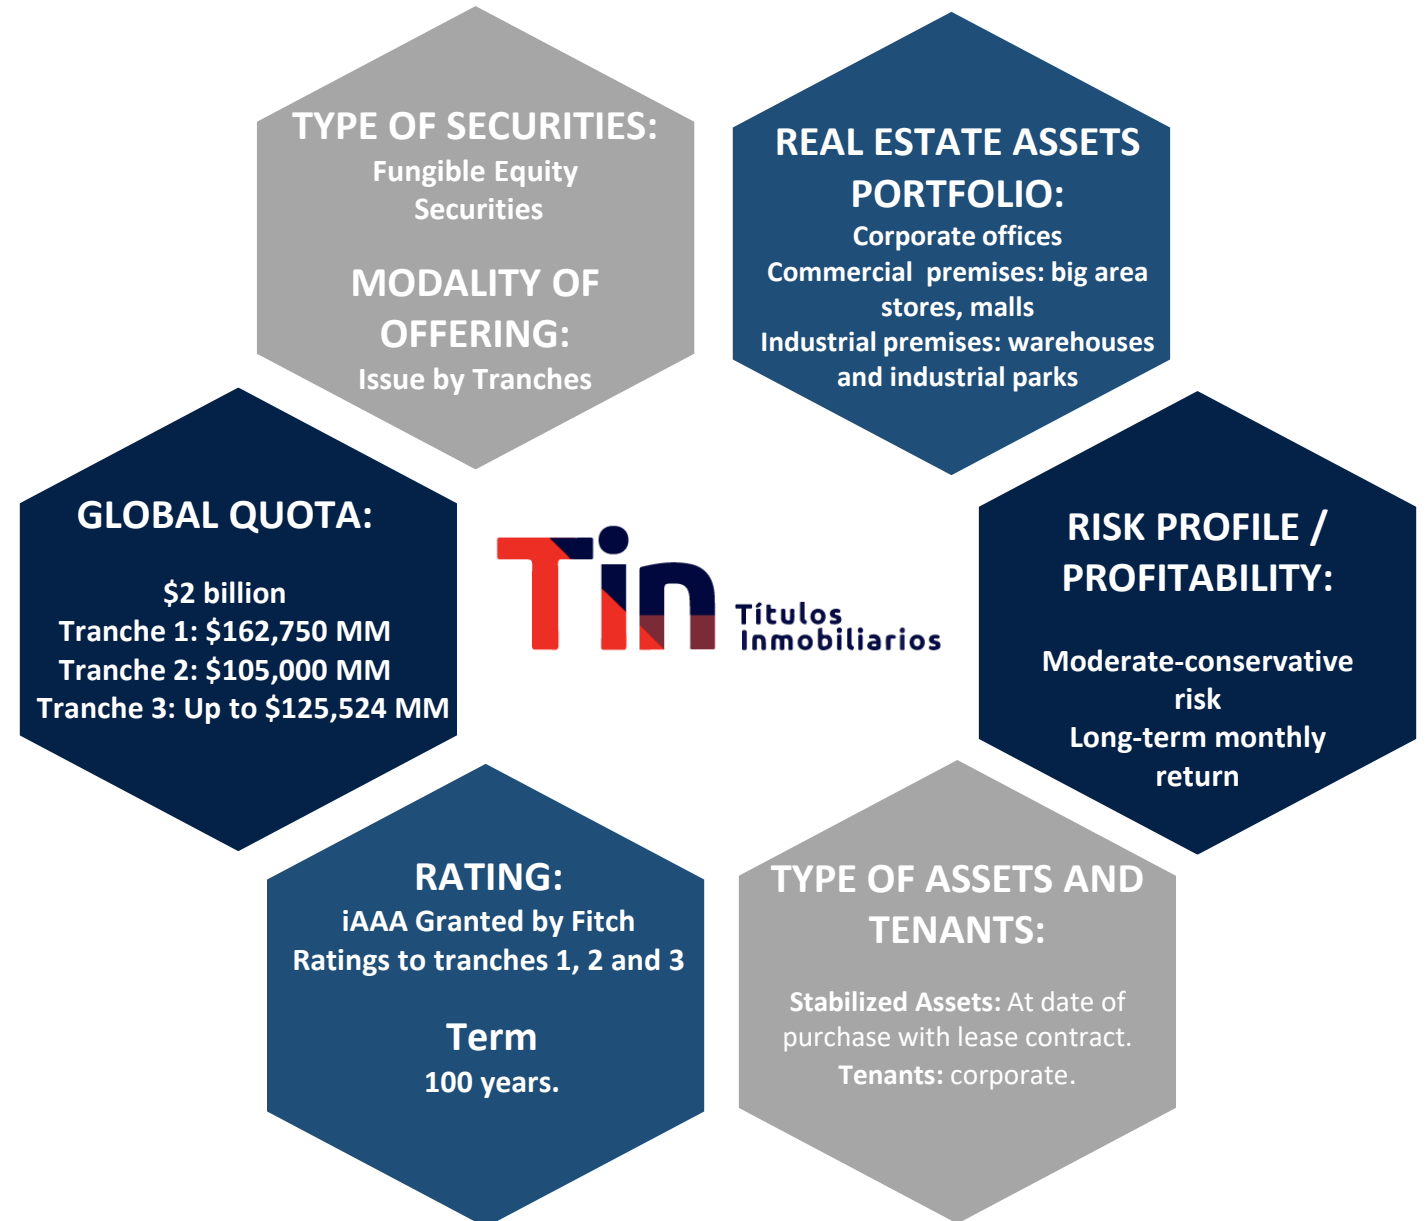 TYPE OF SECURITIES:
Fungible Equity
Securities
MODALITY OF
OFFERING:
Issue by Tranches
REAL ESTATE ASSETS
PORTFOLIO:
Corporate offices
Commercial premises: big area
stores, malls
Industrial premises: warehouses
and industrial parks
GLOBAL QUOTA:
$2 billion
Tranche 1: $162,750 MM
Tranche 2: $105,000 MM
Tranche 3: Up to $125,524 MM
Tin Títulos
Inmobiliarios
RISK PROFILE /
PROFITABILITY:
Moderate-conservative
risk
Long-term monthly
return
RATING:
iAAA Granted by Fitch
Ratings to tranches 1, 2 and 3
Term
100 years.
TYPE OF ASSETS AND
TENANTS:
Stabilized Assets: At date of
purchase with lease contract.
Tenants: corporate.